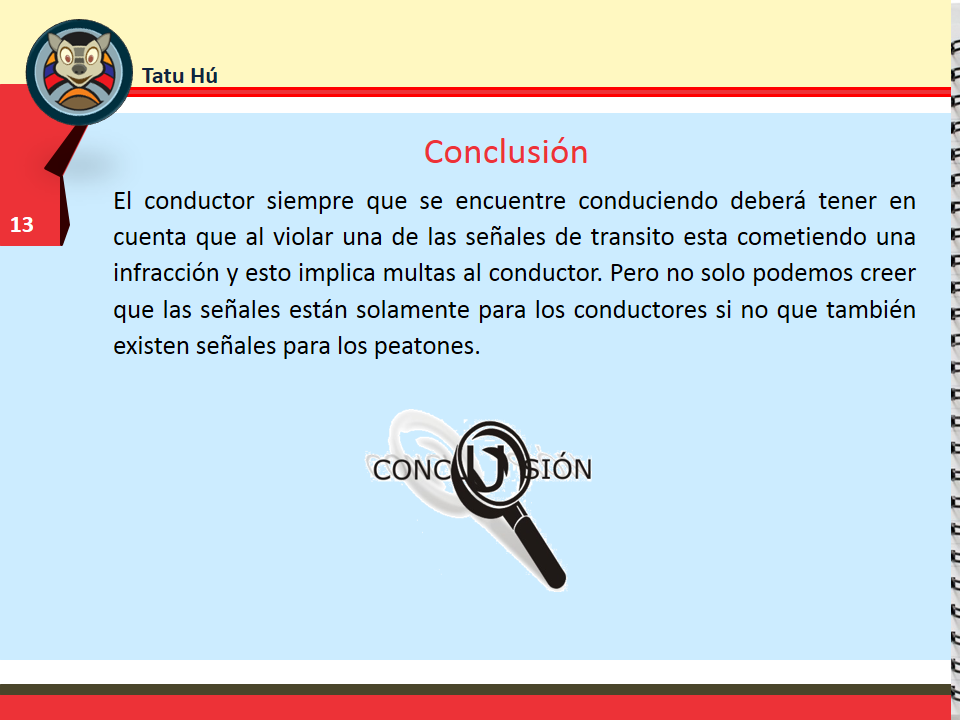 Tatu Hú
13
Conclusión
El conductor siempre que se encuentre conduciendo deberá tener en
cuenta que al violar una de las señales de transito esta cometiendo una
infracción y esto implica multas al conductor. Pero no solo podemos creer
que las señales están solamente para los conductores si no que también
existen señales para los peatones.
CONCLUSIÓN